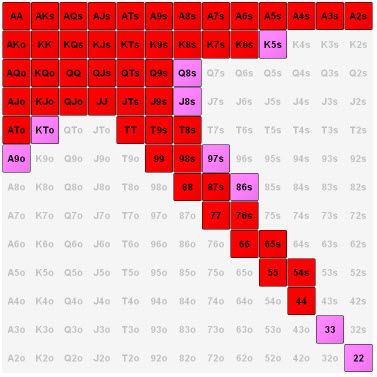 AA AKs AQs AJs ATs A9s A8s A7s A6s A5s A4s A3s A2s
AKo KK KQs KJs KTs K9s K8s K7s K6s K5s K4s K3s K2s
AQo KQo QQ QJs QTs Q9s Q8s Q7s Q6s Q5s Q4s Q3s Q2s
AJo KJo QJo JJ JTs J9s J8s J7s J6s J5s J4s J3s J2s
ATo KTo QTo JTo TT T9s T8s T7s T6s T5s T4s T3s T2s
A9o K9o Q9o J9o T9o 99 98s 97s 96s 95s 94s 93s 92s
A8o K8o Q8o J8o T8o 98o 88 87s 86s 85s 84s 83s 82s
A7o K7o Q7o J7o T7o 97o 87o 77 76s 75s 74s 73s 72s
A6o K6o Q6o J6o T6o 96o 86o 76o 66 65s 64s 63s 62s
A5o K5o Q5o J5o T5o 95o 85o 75o 65o 55 54s 53s 52s
A4o K4o Q4o J4o T4o 94o 84o 74o 64o 54o 44 43s 42s
A3o K3o Q3o J3o T3o 93o 83o 73o 63o 53o 43o 33 32s
A2o K2o Q2o J2o T2o 92o 82o 72o 62o 52o 42o 32o 22